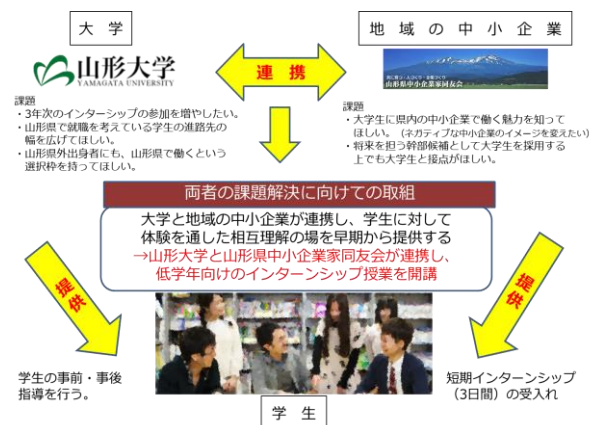 大 学
地 域 の 中 小 企 業
山形大学
YAMAGATA UNIVERSITY
連 携
山形県中小企業家同友会
課題
・3年次のインターシップの参加を増やしたい。
・山形県で就職を考えている学生の進路先の
幅を広げてほしい。
・山形県外出身者にも、山形県で働くという
選択枠を持ってほしい。
課題
・大学生に県内の中小企業で働く魅力を知って
ほしい。（ネガティブな中小企業のイメージを変えたい）
・将来を担う幹部候補として大学生を採用する
上でも大学生と接点がほしい。
両者の課題解決に向けての取組
大学と地域の中小企業が連携し、学生に対して
体験を通した相互理解の場を早期から提供する
→山形大学と山形県中小企業家同友会が連携し、
低学年向けのインターンシップ授業を開講
提供
提供
学生の事前・事後
指導を行う。
短期インターンシップ
（3日間）の受入れ
学 生